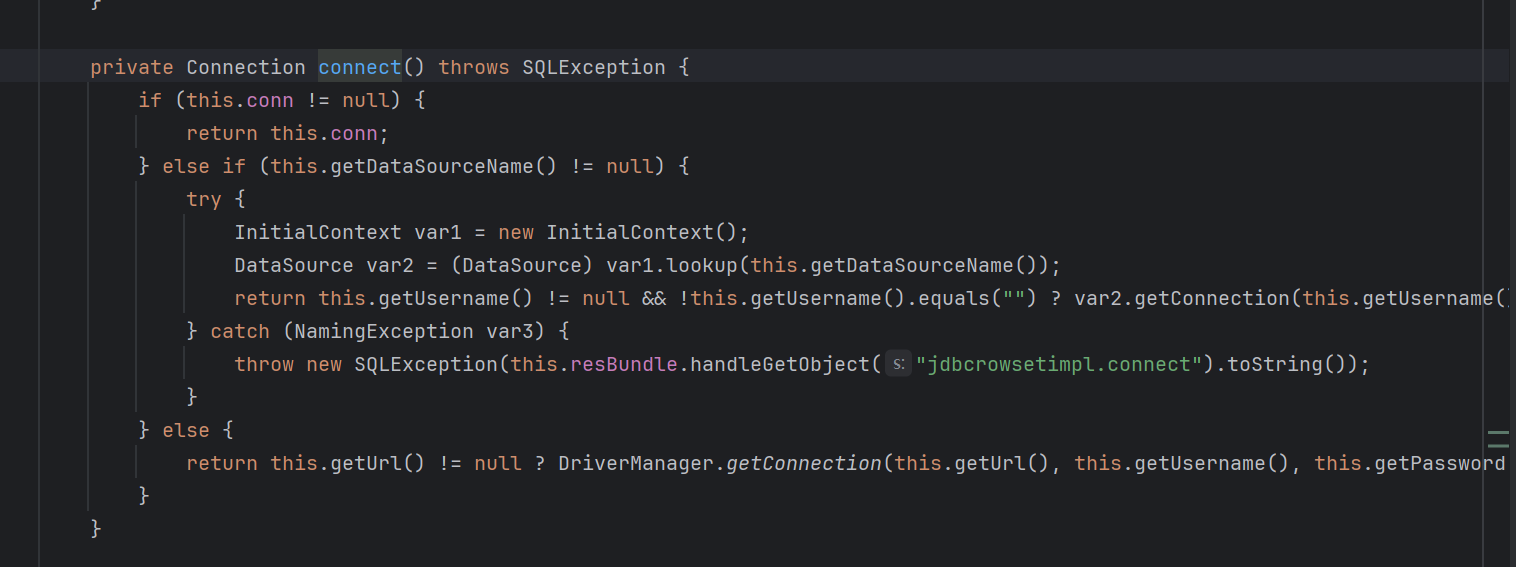 }
private Connection connect() throws SQLException {
if (this.conn != null) {
return this.conn;
} else if (this.getDataSourceName() != null) {
try {
InitialContext var1 = new InitialContext();
DataSource var2 = (DataSource) var1.lookup(this.getDataSourceName());
return this.getUsername() != null && !this.getUsername().equals("") ? var2.getConnection(this.getUsername()
} catch (NamingException var3) {
throw new SQLException(this.resBundle.handleGetObject( s: "jdbcrowsetimpl.connect").toString());
}
} else {
return this.getUrl() != null ? DriverManager.getConnection(this.getUrl(), this.getUsername(), this.getPassword
}
}